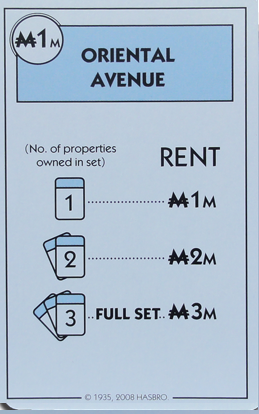 ₩1M
ORIENTAL
AVENUE
(No. of properties
owned in set)
RENT
1 ₩1M
2 ₩2M
3 FULL SET ₩3M
© 1935, 2008 HASBRO.